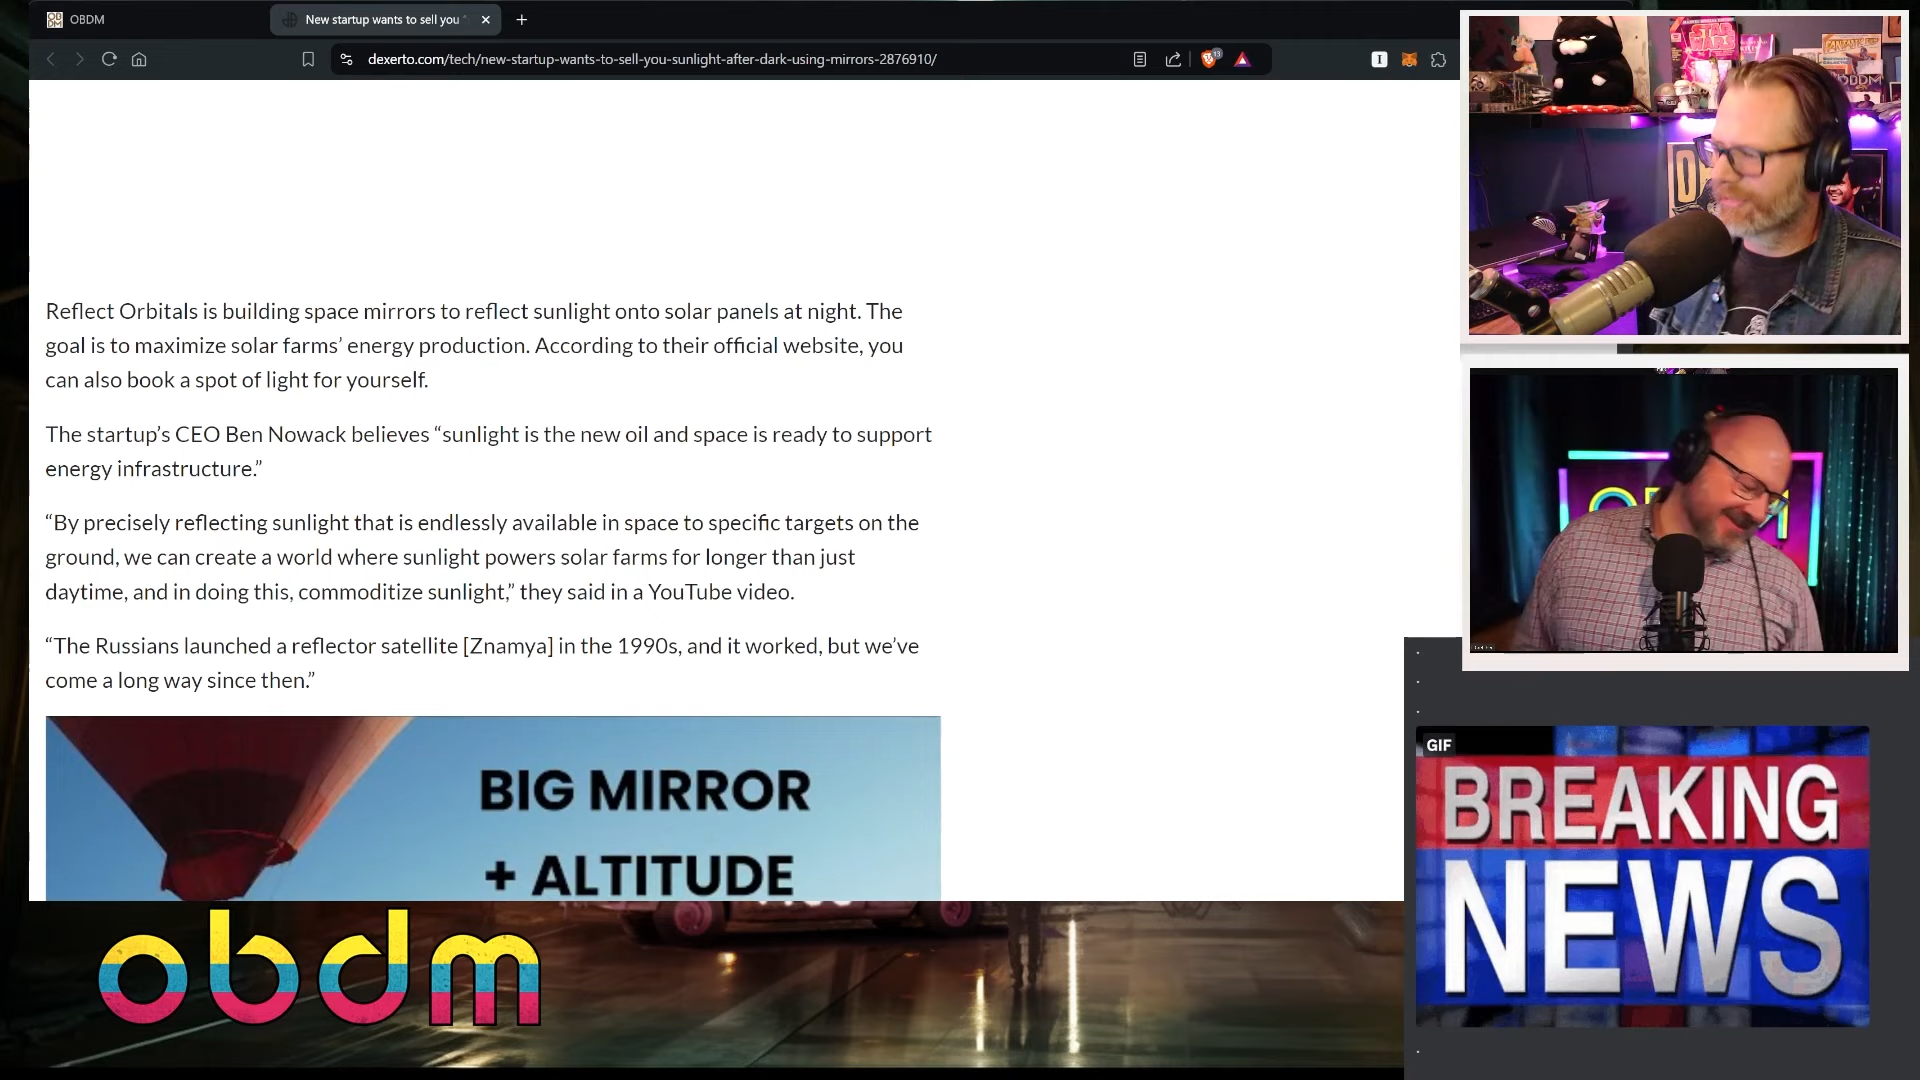 OBDM
New startup wants to sell you
dexerto.com/tech/new-startup-wants-to-sell-you-sunlight-after-dark-using-mirrors-2876910/
13
Reflect Orbitals is building space mirrors to reflect sunlight onto solar panels at night. The
goal is to maximize solar farms’ energy production. According to their official website, you
can also book a spot of light for yourself.
The startup’s CEO Ben Nowack believes “sunlight is the new oil and space is ready to support
energy infrastructure.”
“By precisely reflecting sunlight that is endlessly available in space to specific targets on the
ground, we can create a world where sunlight powers solar farms for longer than just
daytime, and in doing this, commoditize sunlight,” they said in a YouTube video.
“The Russians launched a reflector satellite [Znamya] in the 1990s, and it worked, but we’ve
come a long way since then.”
BIG MIRROR
+ ALTITUDE
obdm
STAR
WARS
OBDM
GIF
BREAKING
NEWS